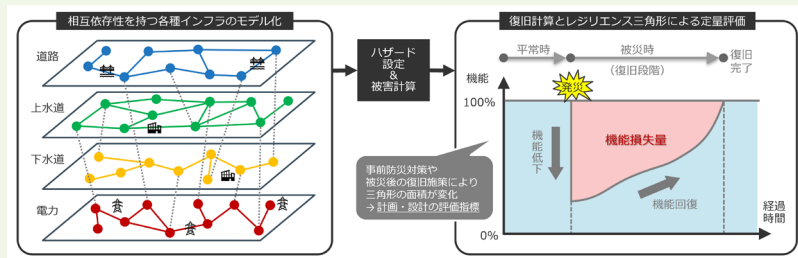 相互依存性を持つ各種インフラのモデル化
道路
上水道
下水道
電力
ハザード
設定
&
被害計算
復旧計算とレジリエンス三角形による定量評価
平常時
被災時
（復旧段階）
復旧
完了
機能
発災
100%
機能低下
機能損失量
機能回復
0%
経過
時間
事前防災対策や
被災後の復旧施策により
三角形の面積が変化
→計画・設計の評価指標